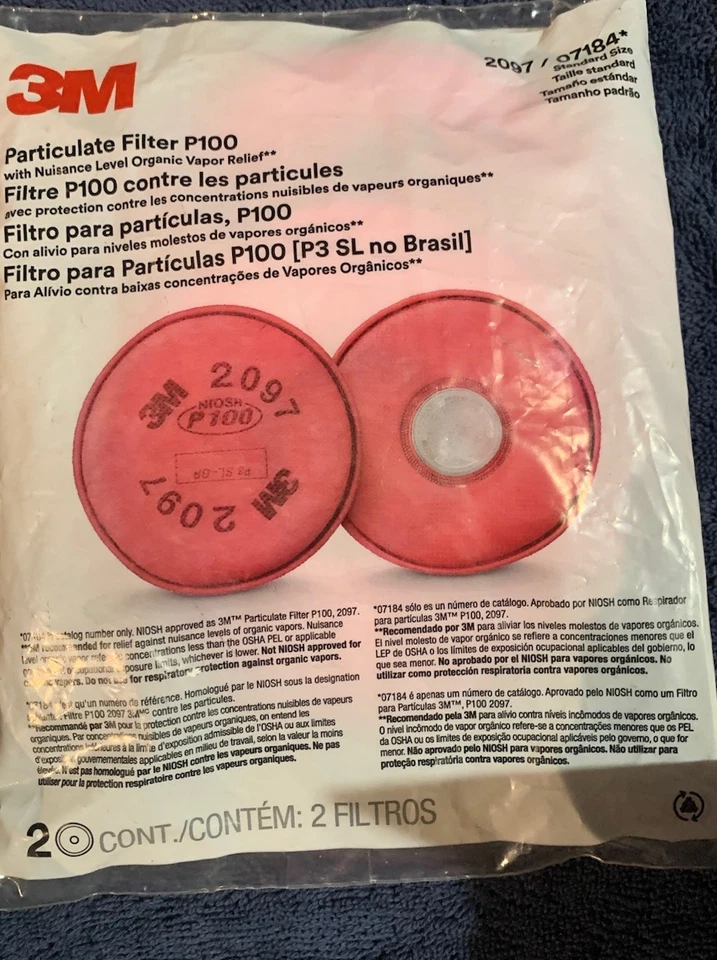 3M
2097 / 07184*
Standard Size
Taille standard
Tamaño estándar
Tamanho padrão
Particulate Filter P100
with Nuisance Level Organic Vapor Relief**
Filtre P100 contre les particules
avec protection contre les concentrations nuisibles de vapeurs organiques**
Filtro para partículas, P100
Con alivio para niveles molestos de vapores orgánicos**
Filtro para Partículas P100 [P3 SL no Brasil]
Para Alívio contra baixas concentrações de Vapores Orgânicos**
3M 2097
NIOSH
P100
P3 SL-BR
3M 2097
catalog number only. NIOSH approved as 3M™ Particulate Filter P100, 2097.
recommended for relief against nuisance levels of organic vapors. Nuisance
level organic vapor refers to concentrations less than the OSHA PEL or applicable
occupational exposure limits, whichever is lower. Not NIOSH approved for
organic vapors. Do not use for respiratory protection against organic vapors.
qu'un numéro de référence. Homologué par le NIOSH sous la désignation
Filtre P100 2097 3M contre les particules.
**Recommandé par 3M pour la protection contre les concentrations nuisibles de vapeurs
organiques. Par concentrations nuisibles de vapeurs organiques, on entend les
concentrations inférieures à la limite d'exposition admissible de l'OSHA ou aux limites
d'exposition gouvernementales applicables en milieu de travail, selon la valeur la moins
élevée. N'est pas homologué par le NIOSH contre les vapeurs organiques. Ne pas
utiliser pour la protection respiratoire contre les vapeurs organiques.
*07184 sólo es un número de catálogo. Aprobado por NIOSH como Respirador
para partículas 3M™ P100, 2097.
**Recomendado por 3M para aliviar los niveles molestos de vapores orgánicos.
El nivel molesto de vapor orgánico se refiere a concentraciones menores que el
LEP de OSHA o los límites de exposición ocupacional aplicables del gobierno, lo
que sea menor. No aprobado por el NIOSH para vapores orgánicos. No
utilizar como protección respiratoria contra vapores orgánicos.
*07184 é apenas um número de catálogo. Aprovado pelo NIOSH como um Filtro
para Partículas 3M™, P100, 2097.
**Recomendado pela 3M para alívio contra níveis incômodos de vapores orgânicos.
O nível incômodo de vapor orgânico refere-se a concentrações menores que os PEL
da OSHA ou os limites de exposição ocupacional aplicáveis pelo governo, o que for
menor. Não aprovado pelo NIOSH para vapores orgânicos. Não utilizar para
proteção respiratória contra vapores orgânicos.
2 CONT./CONTÉM: 2 FILTROS